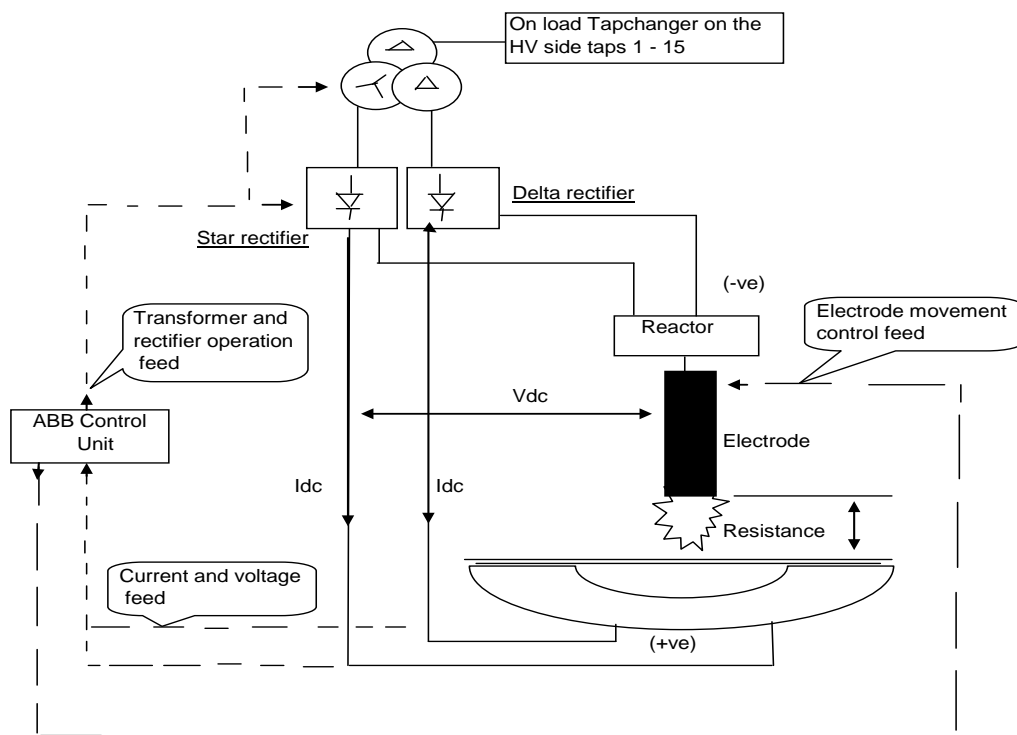 On load Tapchanger on the
HV side taps 1 - 15
Delta rectifier
Star rectifier
(-ve)
Transformer and
rectifier operation
feed
Reactor
Electrode movement
control feed
Vdc
ABB Control
Unit
Electrode
Idc
Idc
Resistance
Current and voltage
feed
(+ve)